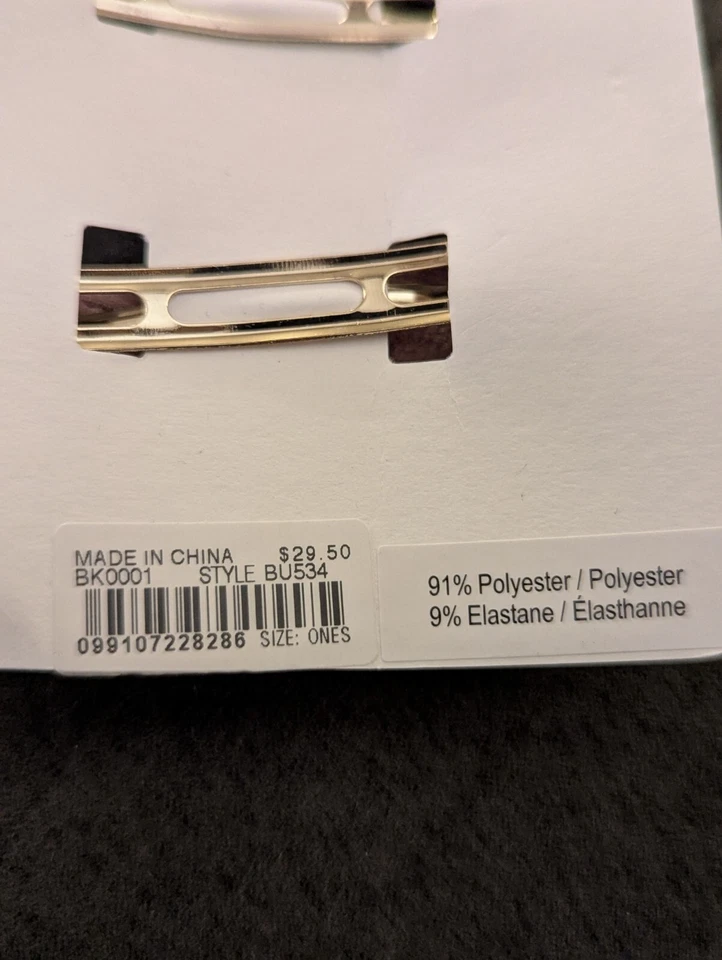 MADE IN CHINA $29.50
BK0001 STYLE BU534
099107228286 SIZE: ONES
91% Polyester / Polyester
9% Elastane / Élasthanne